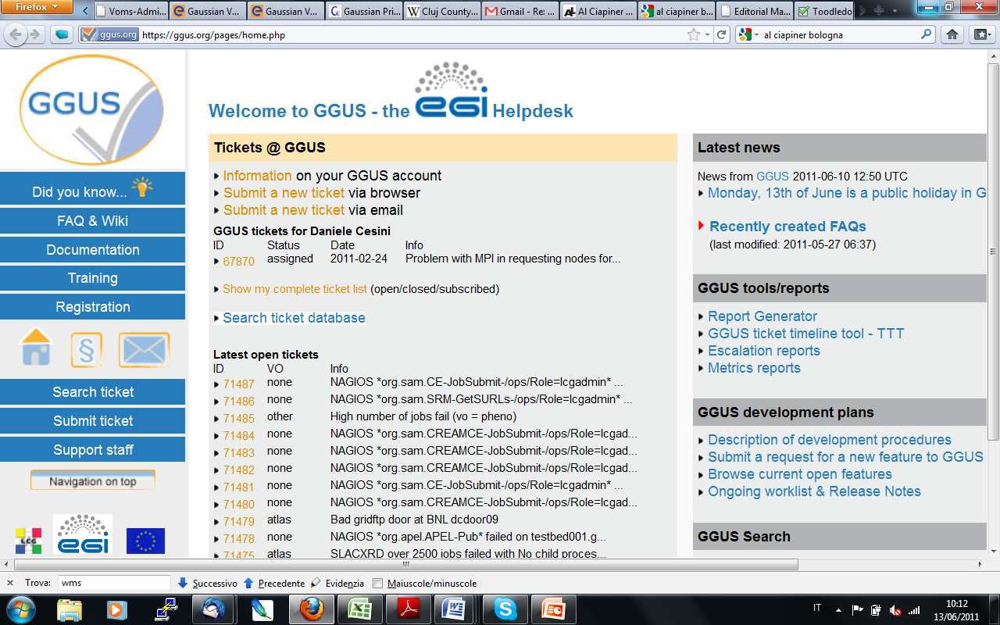 Firefox
Voms-Admi...
Gaussian V...
Gaussian V...
Gaussian Pri...
Cluj County...
Gmail - Re: ...
Al Ciapiner ...
al ciapiner b...
Editorial Ma...
Toodledo
ggus.org
https://ggus.org/pages/home.php
al ciapiner bologna
GGUS
Did you know...
FAQ & Wiki
Documentation
Training
Registration
§
Search ticket
Submit ticket
Support staff
Navigation on top
LCG
egi
Welcome to GGUS - the egi Helpdesk
Tickets @ GGUS
Information on your GGUS account
Submit a new ticket via browser
Submit a new ticket via email
GGUS tickets for Daniele Cesini
ID Status Date Info
67870 assigned 2011-02-24 Problem with MPI in requesting nodes for...
Show my complete ticket list (open/closed/subscribed)
Search ticket database
Latest open tickets
ID VO Info
71487 none NAGIOS *org.sam.CE-JobSubmit-/ops/Role=lcgadmin* ...
71486 none NAGIOS *org.sam.SRM-GetSURLs-/ops/Role=lcgadmin* ...
71485 other High number of jobs fail (vo = pheno)
71484 none NAGIOS *org.sam.CREAMCE-JobSubmit-/ops/Role=lcgad...
71483 none NAGIOS *org.sam.CREAMCE-JobSubmit-/ops/Role=lcgad...
71482 none NAGIOS *org.sam.CREAMCE-JobSubmit-/ops/Role=lcgad...
71481 none NAGIOS *org.sam.CE-JobSubmit-/ops/Role=lcgadmin* ...
71480 none NAGIOS *org.sam.CREAMCE-JobSubmit-/ops/Role=lcgad...
71479 atlas Bad gridftp door at BNL dcdoor09
71478 none NAGIOS *org.apel.APEL-Pub* failed on testbed001.g...
71475 atlas SLACXRD over 2500 jobs failed with No child proces...
Latest news
News from GGUS 2011-06-10 12:50 UTC
Monday, 13th of June is a public holiday in G
Recently created FAQs
(last modified: 2011-05-27 06:37)
GGUS tools/reports
Report Generator
GGUS ticket timeline tool - TTT
Escalation reports
Metrics reports
GGUS development plans
Description of development procedures
Submit a request for a new feature to GGUS
Browse current open features
Ongoing worklist & Release Notes
GGUS Search
Trova: wms Successivo Precedente Evidenzia Maiuscole/minuscole
IT
10:12
13/06/2011